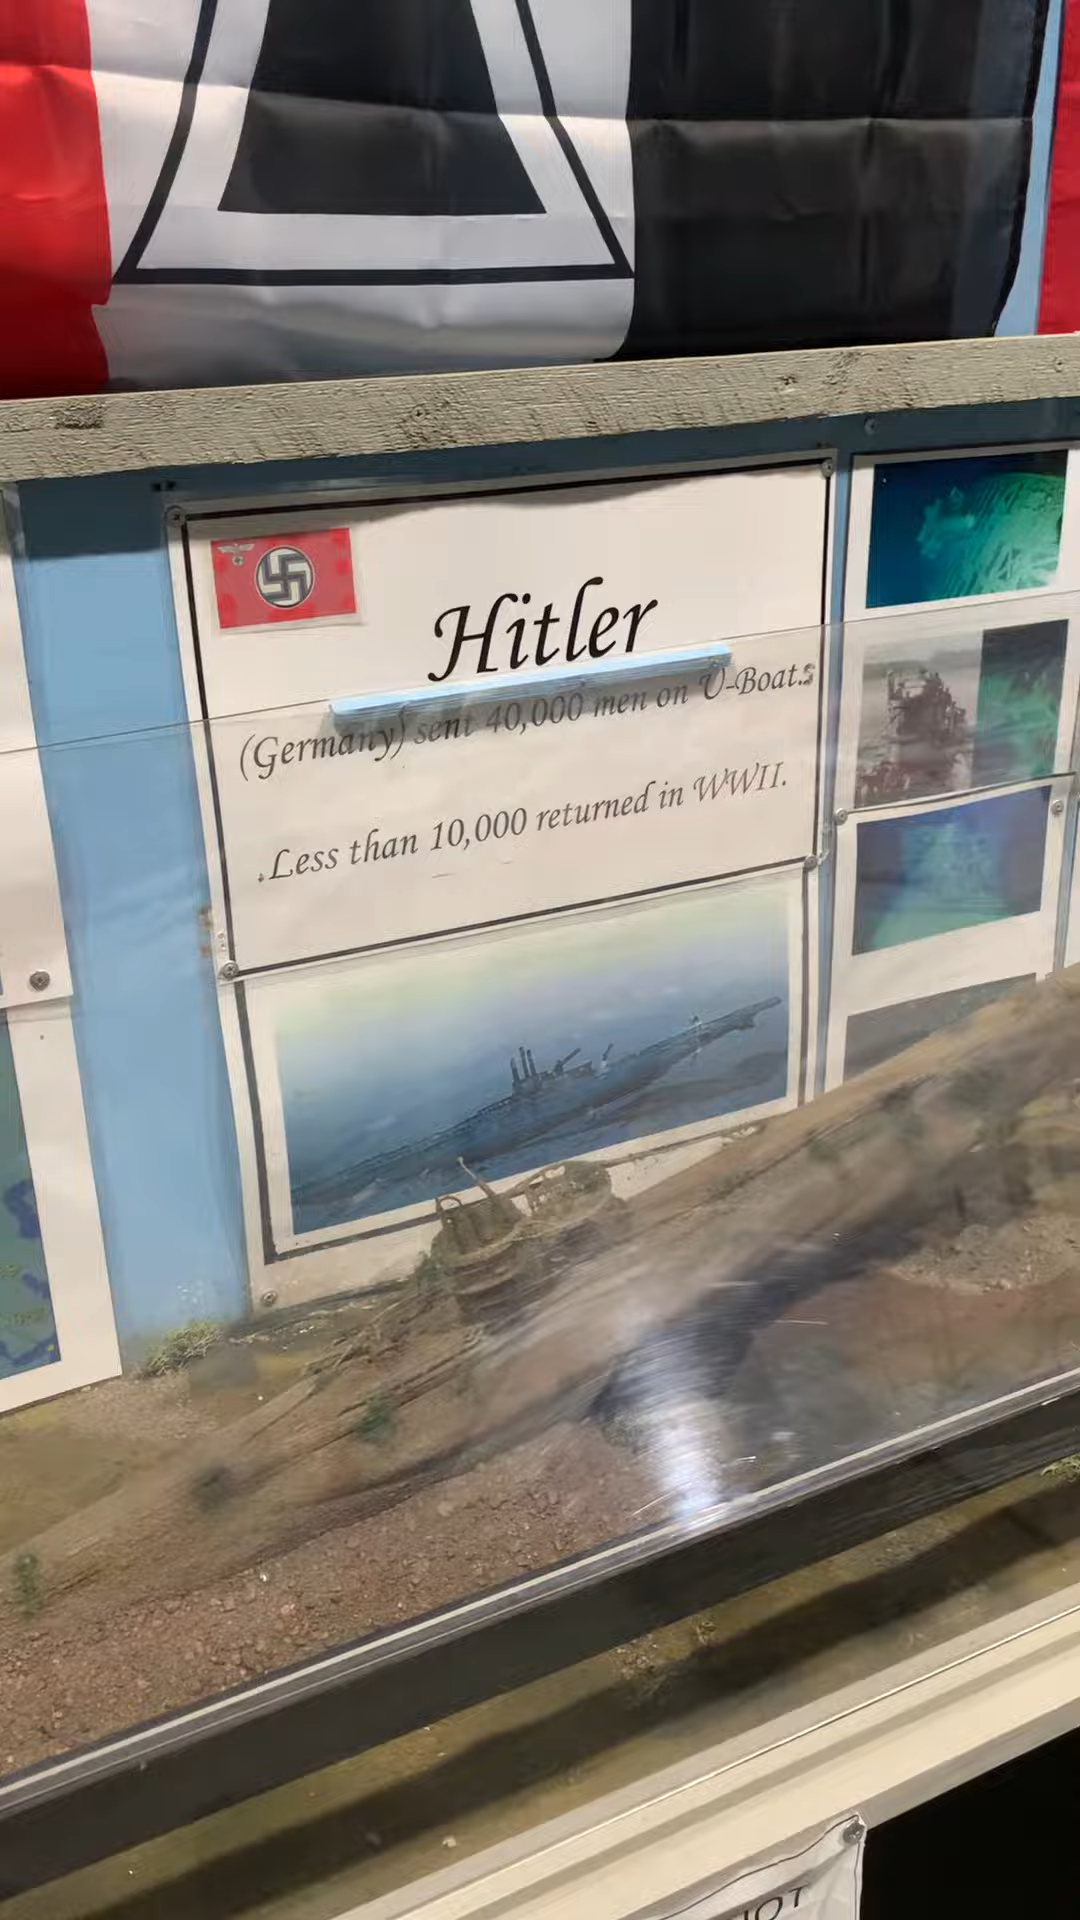 Hitler
(Germany) sent 40,000 men on U-Boats
.Less than 10,000 returned in WWII.